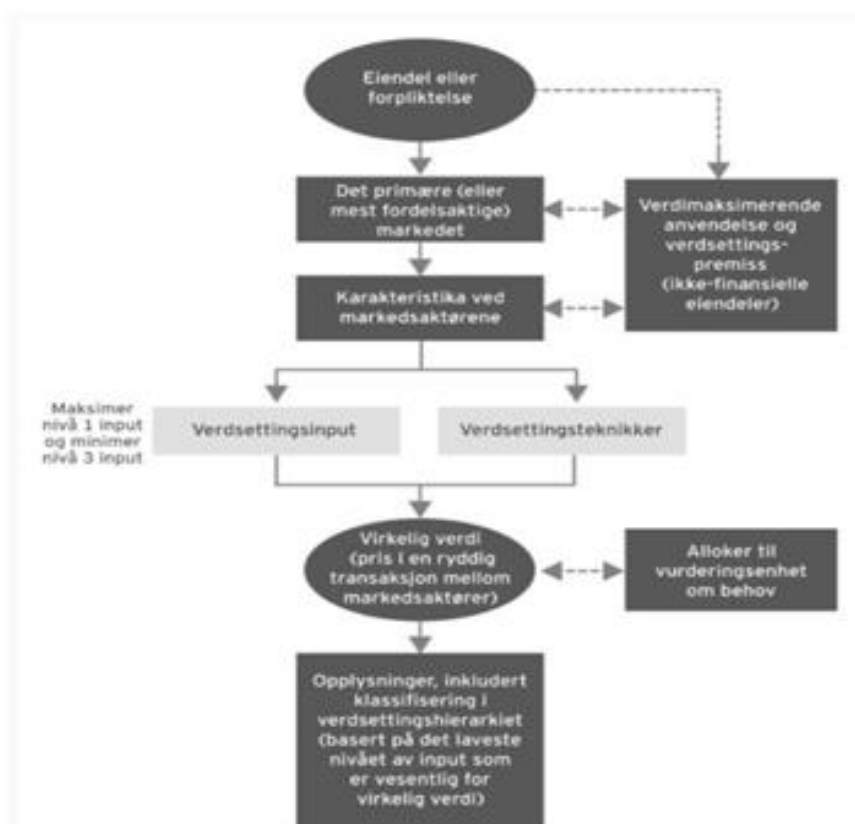 Eiendel eller
forpliktelse
Det primære (eller
mest fordelsaktige)
markedet
Verdimaksimerende
anvendelse og
verdsettings-
premiss
(ikke-finansielle
eiendeler)
Karakteristika ved
markedsaktørene
Maksimer
nivå 1 input
og minimer
nivå 3 input
Verdsettingsinput
Verdsettingsteknikker
Virkelig verdi
(pris i en ryddig
transaksjon mellom
markedsaktører)
Alloker til
vurderingsenhet
om behov
Opplysninger, inkludert
klassifisering i
verdsettingshierarkiet
(basert på det laveste
nivået av input som
er vesentlig for
virkelig verdi)